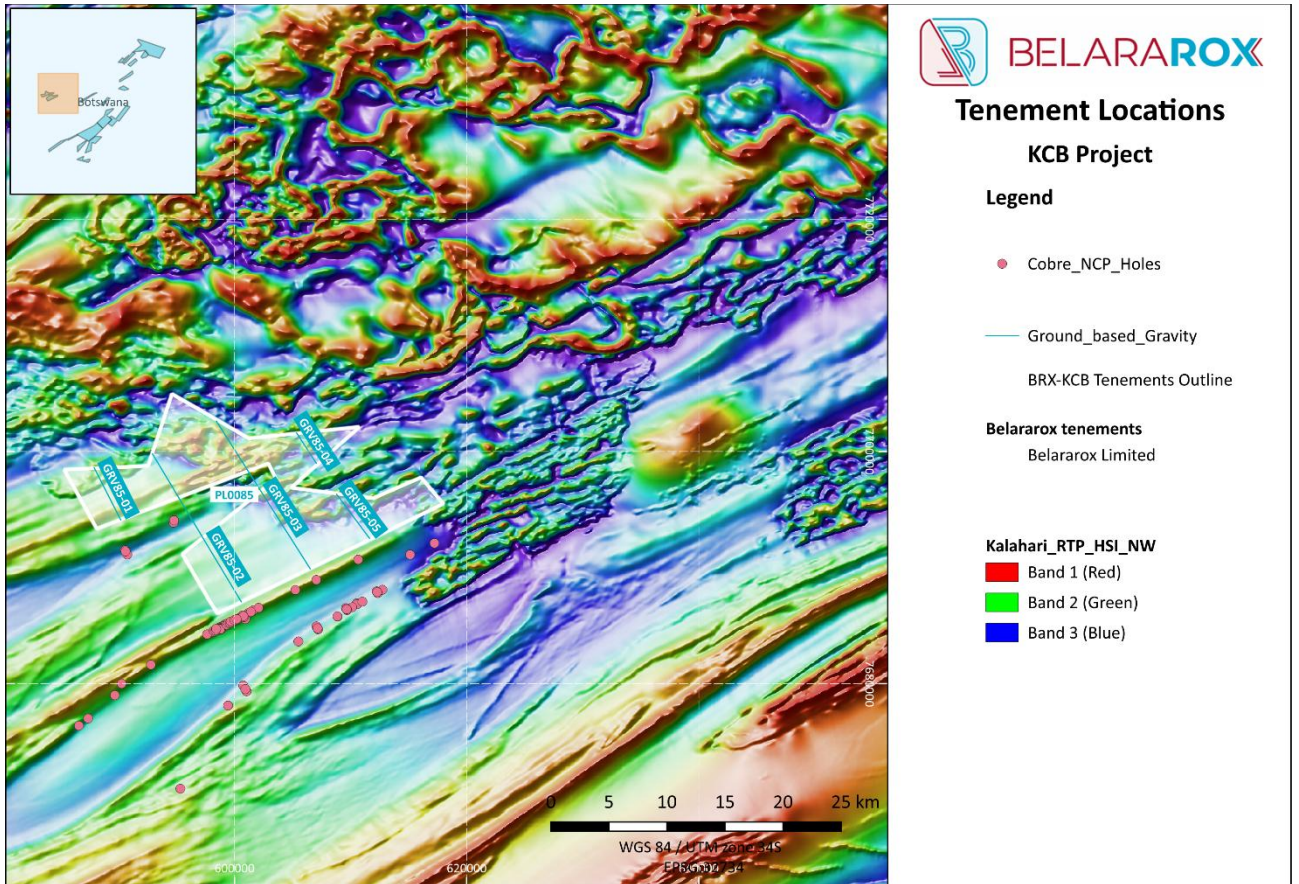 Botswana
7720000
7700000
GRV85-04
GRV85-01
PL0085
GRV85-03
GRV85-05
GRV85-02
7680000
0 5 10 15 20 25 km
WGS 84 / UTM zone 34S
600000
620000
BELARAROX
Tenement Locations
KCB Project
Legend
Cobre_NCP_Holes
Ground_based_Gravity
BRX-KCB Tenements Outline
Belararox tenements
Belararox Limited
Kalahari_RTP_HSI_NW
Band 1 (Red)
Band 2 (Green)
Band 3 (Blue)